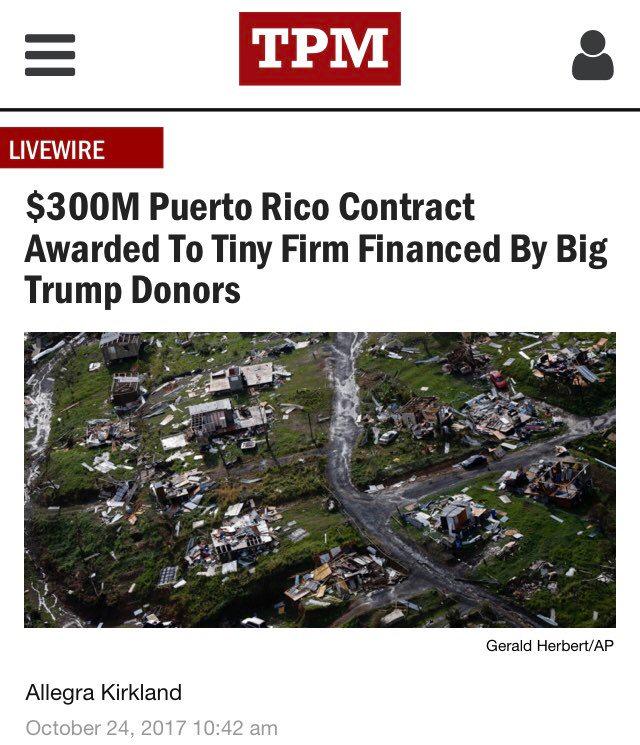 TPM
LIVEWIRE
$300M Puerto Rico Contract
Awarded To Tiny Firm Financed By Big
Trump Donors
Gerald Herbert/AP
Allegra Kirkland
October 24, 2017 10:42 am